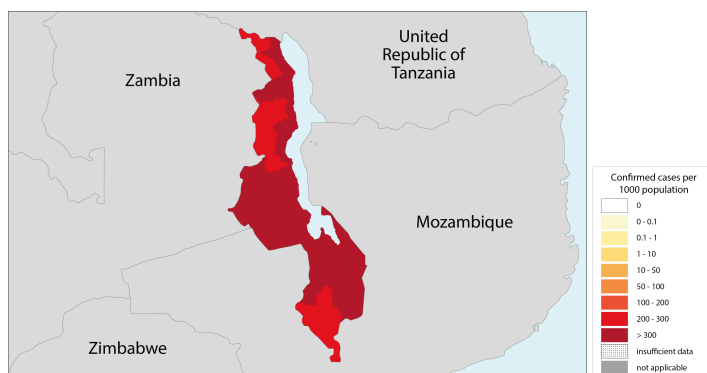 United
Republic of
Tanzania
Zambia
Mozambique
Zimbabwe
Confirmed cases per
1000 population
0
0 - 0.1
0.1 - 1
1 - 10
10 - 50
50 - 100
100 - 200
200 - 300
> 300
insufficient data
not applicable